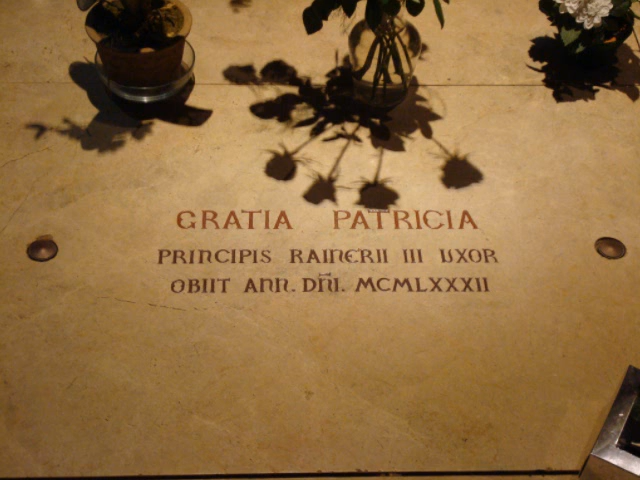 GRATIA PATRICIA
PRINCIPIS RAINERII III UXOR
OBIIT ANN. DNI. MCMLXXXII